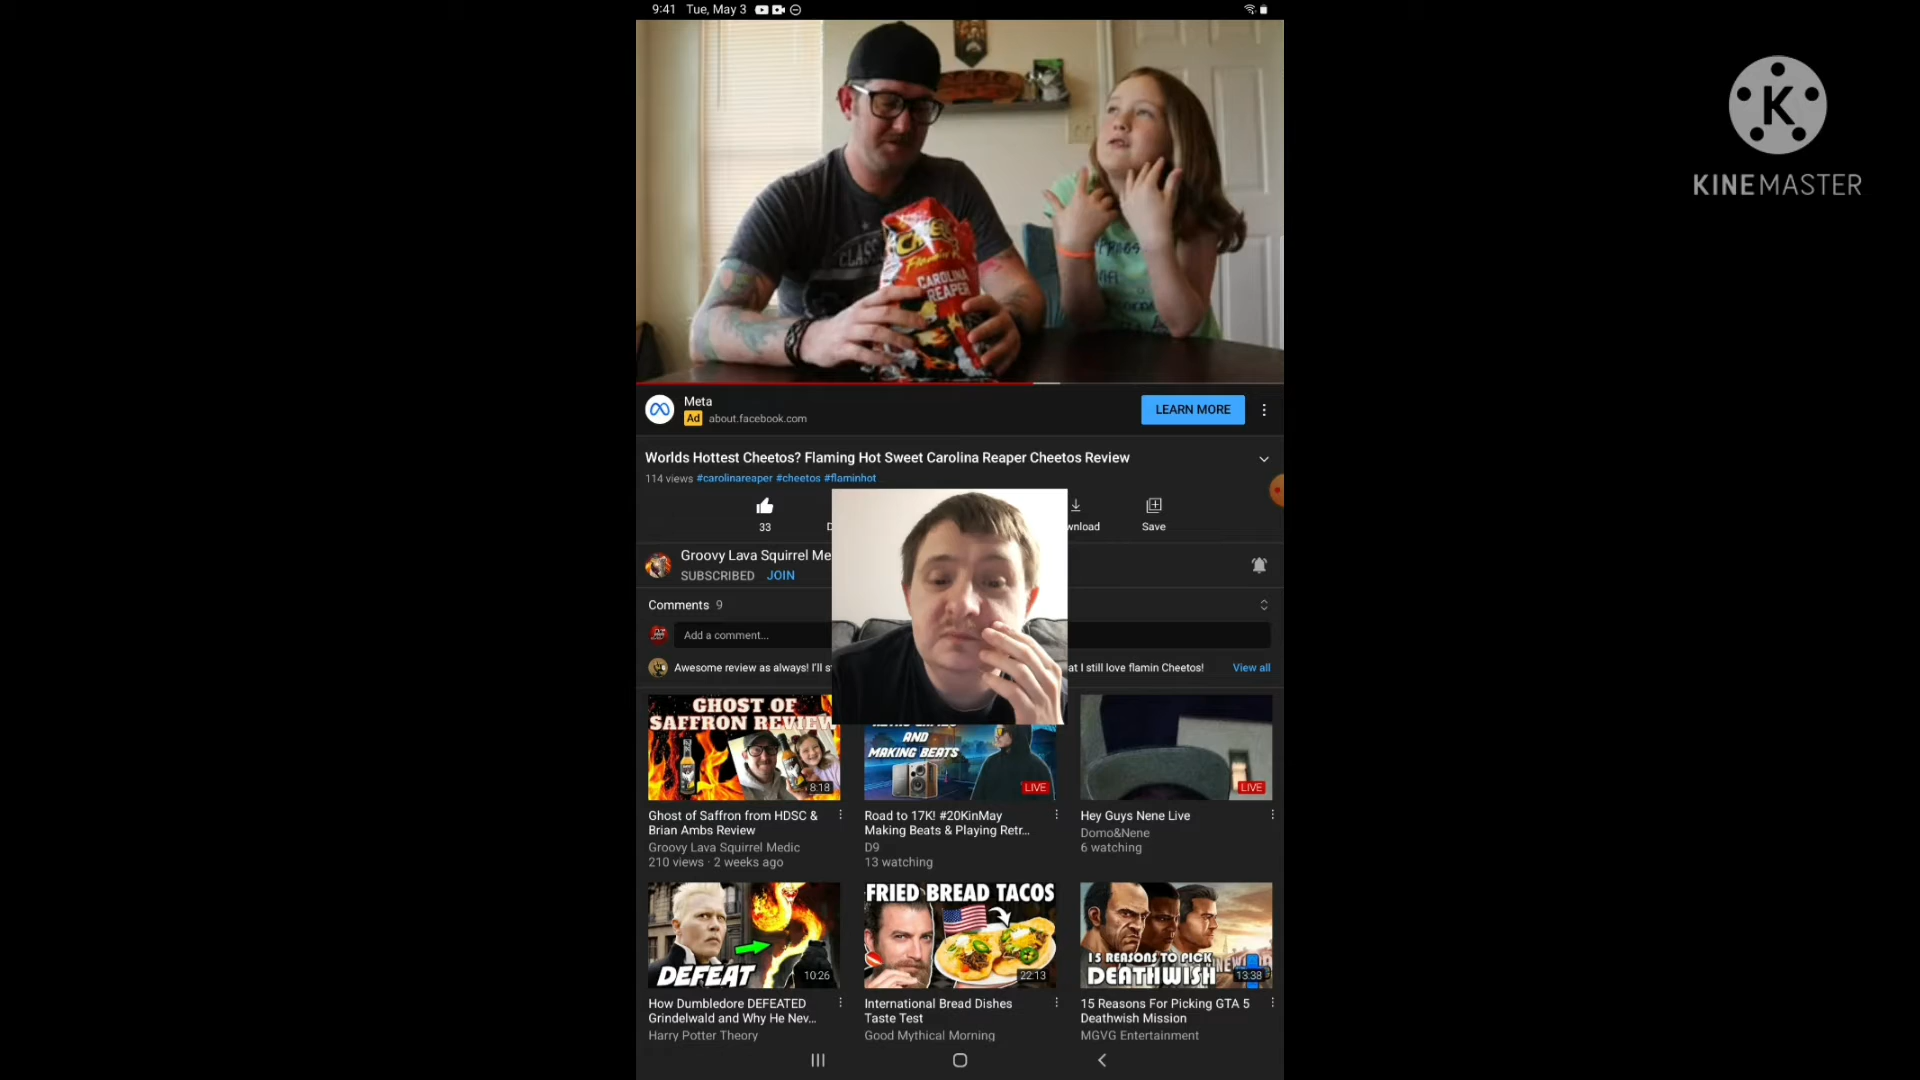 9:41 Tue, May 3
KINEMASTER
CLASSIC
CAROLINA
REAPER
Meta
Ad about.facebook.com
LEARN MORE
Worlds Hottest Cheetos? Flaming Hot Sweet Carolina Reaper Cheetos Review
114 views #carolinareaper #cheetos #flaminhot
33
D
wnload
Save
Groovy Lava Squirrel Me
SUBSCRIBED JOIN
Comments 9
Add a comment...
Awesome review as always! I'll s
at I still love flamin Cheetos!
View all
GHOST OF
SAFFRON REVIEW
8:18
AND
MAKING BEATS
LIVE
LIVE
Ghost of Saffron from HDSC &
Brian Ambs Review
Groovy Lava Squirrel Medic
210 views · 2 weeks ago
Road to 17K! #20KinMay
Making Beats & Playing Retr...
D9
13 watching
Hey Guys Nene Live
Domo&Nene
6 watching
DEFEAT
10:26
FRIED BREAD TACOS
22:13
15 REASONS TO PICK
DEATHWISH
13:38
How Dumbledore DEFEATED
Grindelwald and Why He Nev...
Harry Potter Theory
International Bread Dishes
Taste Test
Good Mythical Morning
15 Reasons For Picking GTA 5
Deathwish Mission
MGVG Entertainment